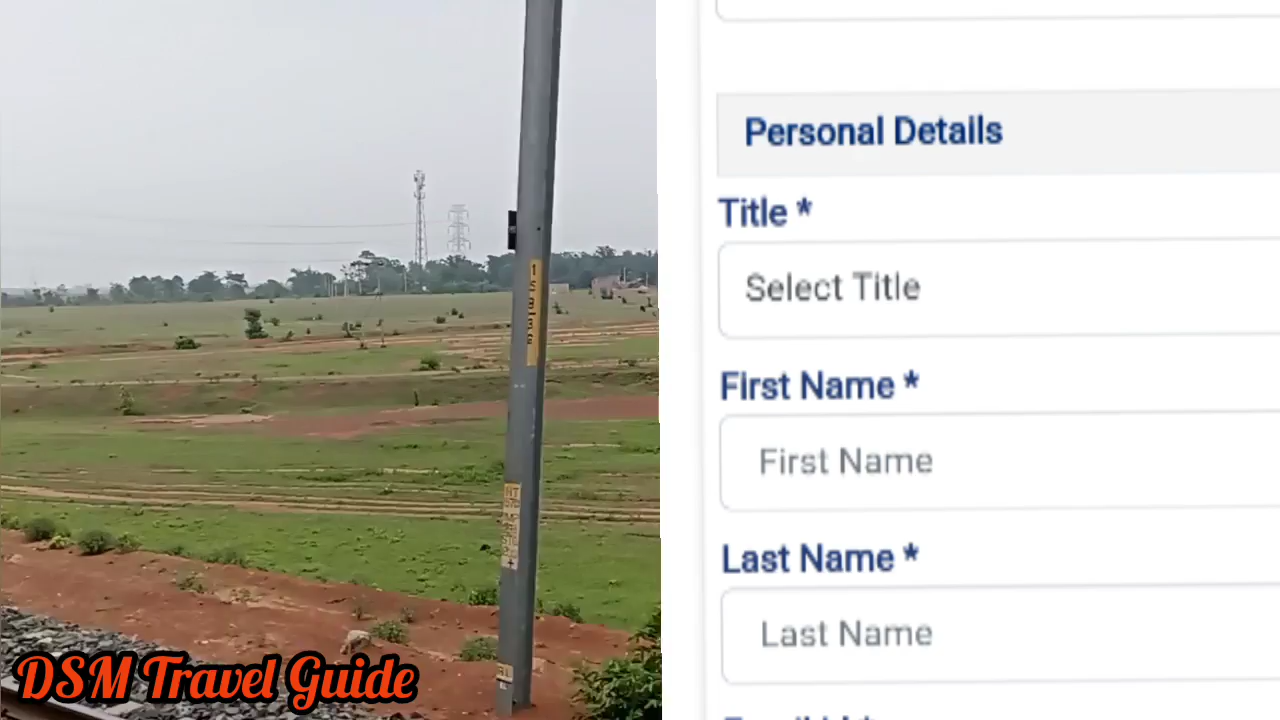 DSM Travel Guide
Personal Details
Title *
Select Title
First Name *
First Name
Last Name *
Last Name